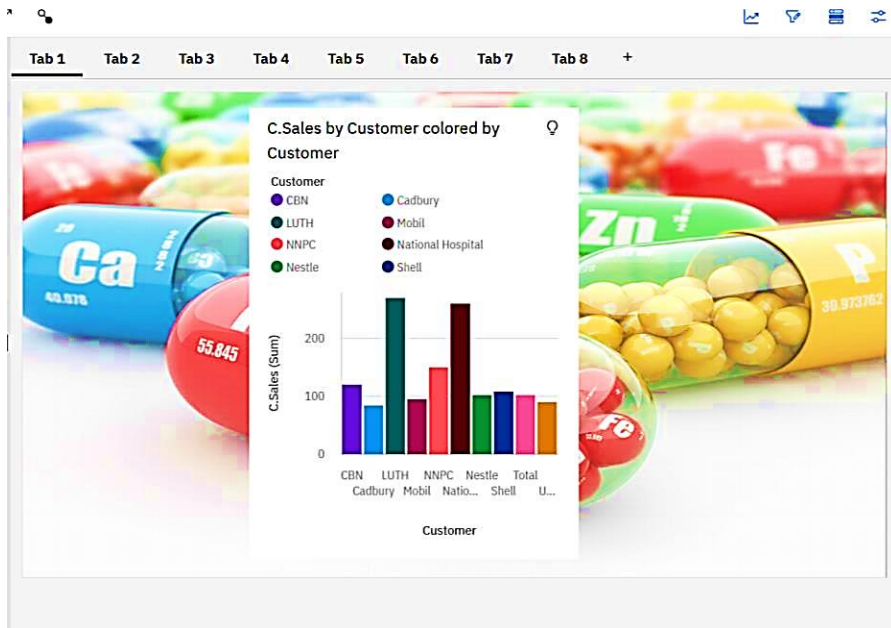 Tab 1 Tab 2 Tab 3 Tab 4 Tab 5 Tab 6 Tab 7 Tab 8 +
C.Sales by Customer colored by
Customer
Customer
CBN Cadbury
LUTH Mobil
NNPC National Hospital
Nestle Shell
C.Sales (Sum)
200
100
0
CBN LUTH NNPC Nestle Total
Cadbury Mobil Natio... Shell U...
Customer
20
Ca
40.078
55.845
Fe
Zn
P
30.973762
Fe